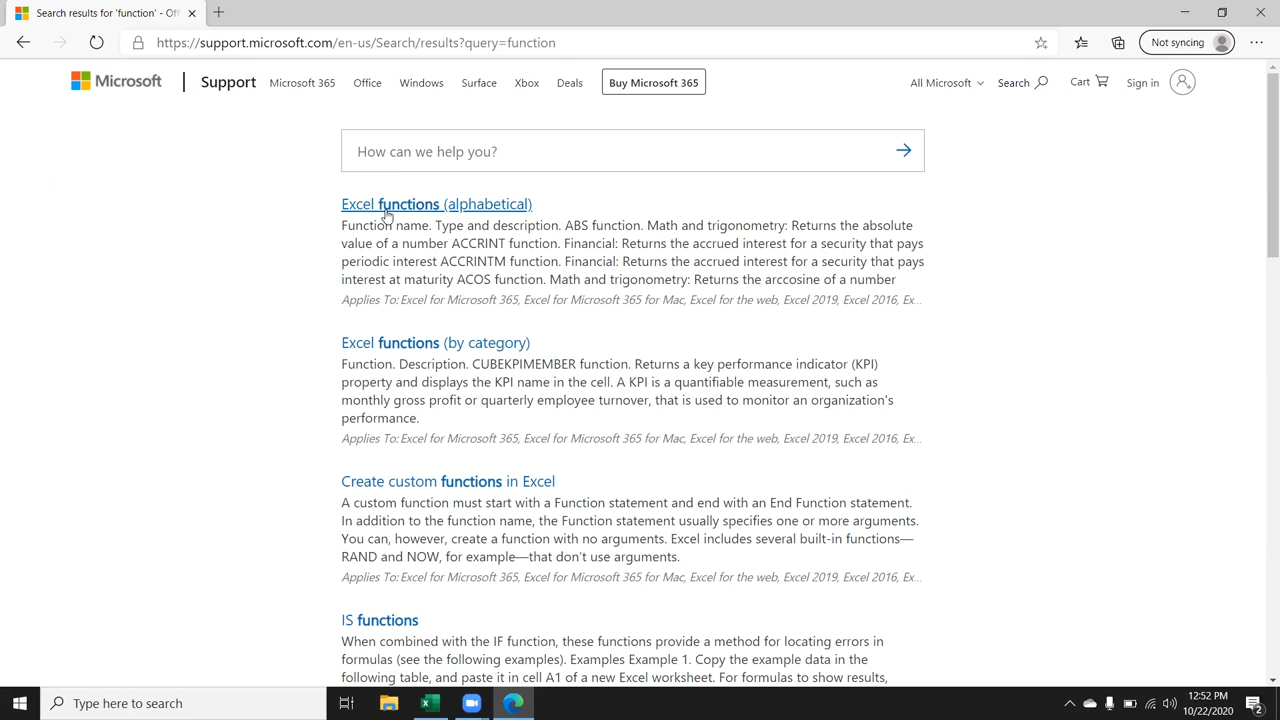 Search results for 'function' - Off
https://support.microsoft.com/en-us/Search/results?query=function
Not syncing
Microsoft
Support
Microsoft 365
Office
Windows
Surface
Xbox
Deals
Buy Microsoft 365
All Microsoft
Search
Cart
Sign in
How can we help you?
Excel functions (alphabetical)
Function name. Type and description. ABS function. Math and trigonometry: Returns the absolute
value of a number ACCRINT function. Financial: Returns the accrued interest for a security that pays
periodic interest ACCRINTM function. Financial: Returns the accrued interest for a security that pays
interest at maturity ACOS function. Math and trigonometry: Returns the arccosine of a number
Applies To: Excel for Microsoft 365, Excel for Microsoft 365 for Mac, Excel for the web, Excel 2019, Excel 2016, Ex...
Excel functions (by category)
Function. Description. CUBEKPIMEMBER function. Returns a key performance indicator (KPI)
property and displays the KPI name in the cell. A KPI is a quantifiable measurement, such as
monthly gross profit or quarterly employee turnover, that is used to monitor an organization's
performance.
Applies To: Excel for Microsoft 365, Excel for Microsoft 365 for Mac, Excel for the web, Excel 2019, Excel 2016, Ex...
Create custom functions in Excel
A custom function must start with a Function statement and end with an End Function statement.
In addition to the function name, the Function statement usually specifies one or more arguments.
You can, however, create a function with no arguments. Excel includes several built-in functions—
RAND and NOW, for example—that don't use arguments.
Applies To: Excel for Microsoft 365, Excel for Microsoft 365 for Mac, Excel for the web, Excel 2019, Excel 2016, Ex...
IS functions
When combined with the IF function, these functions provide a method for locating errors in
formulas (see the following examples). Examples Example 1. Copy the example data in the
following table, and paste it in cell A1 of a new Excel worksheet. For formulas to show results,
Type here to search
12:52 PM
10/22/2020
2